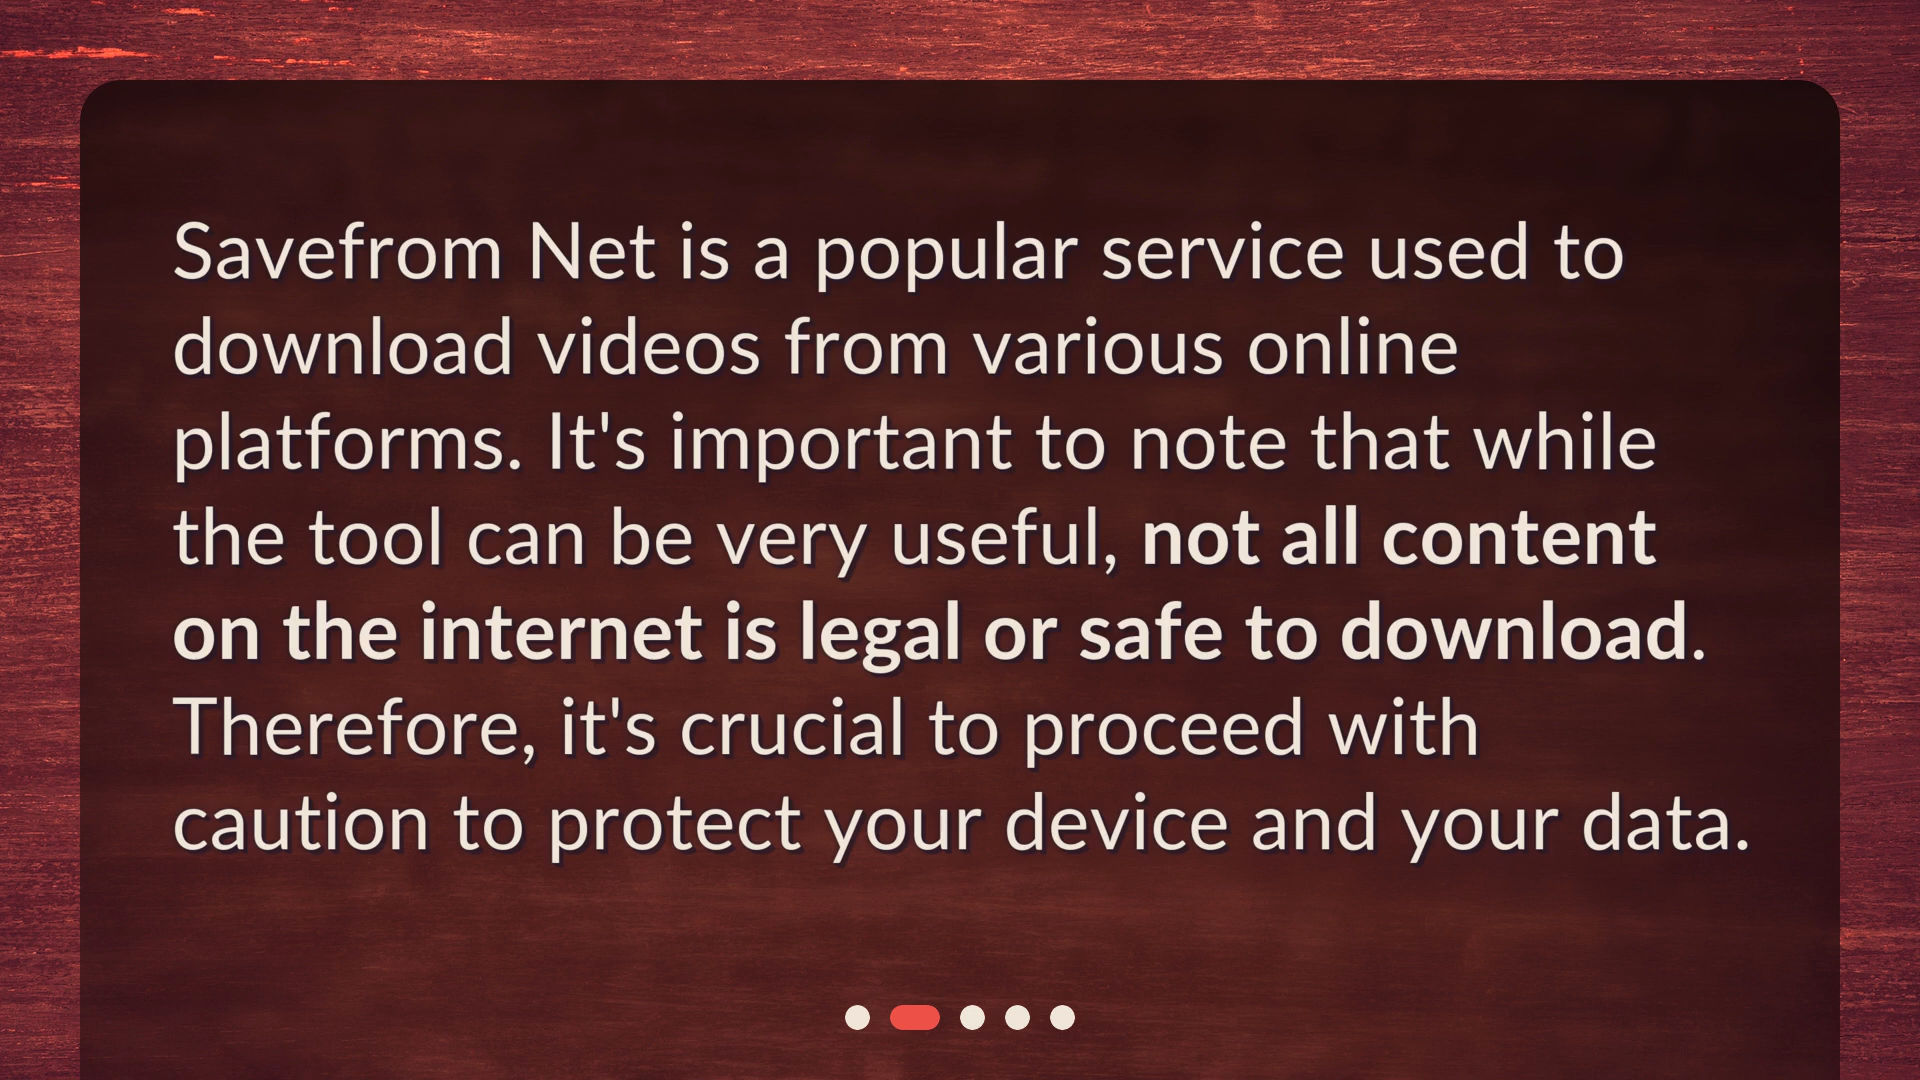 Savefrom Net is a popular service used to
download videos from various online
platforms. It's important to note that while
the tool can be very useful, not all content
on the internet is legal or safe to download.
Therefore, it's crucial to proceed with
caution to protect your device and your data.